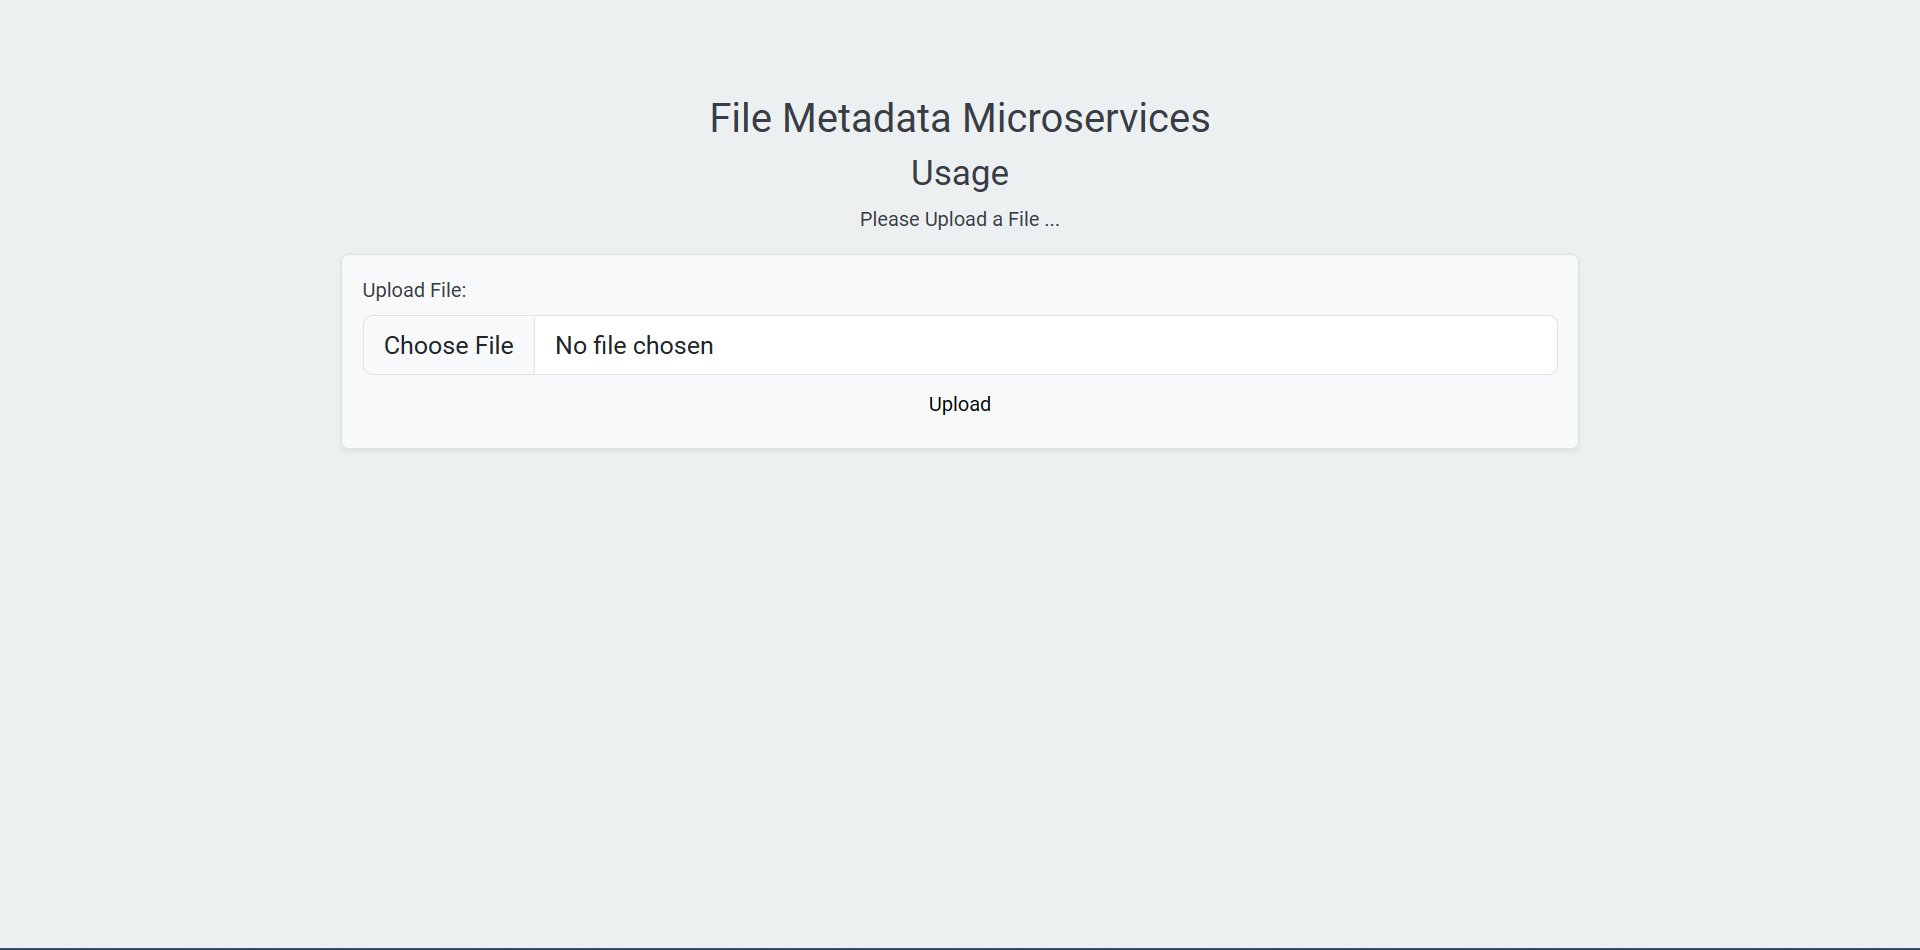 File Metadata Microservices
Usage
Please Upload a File ...
Upload File:
Choose File No file chosen
Upload